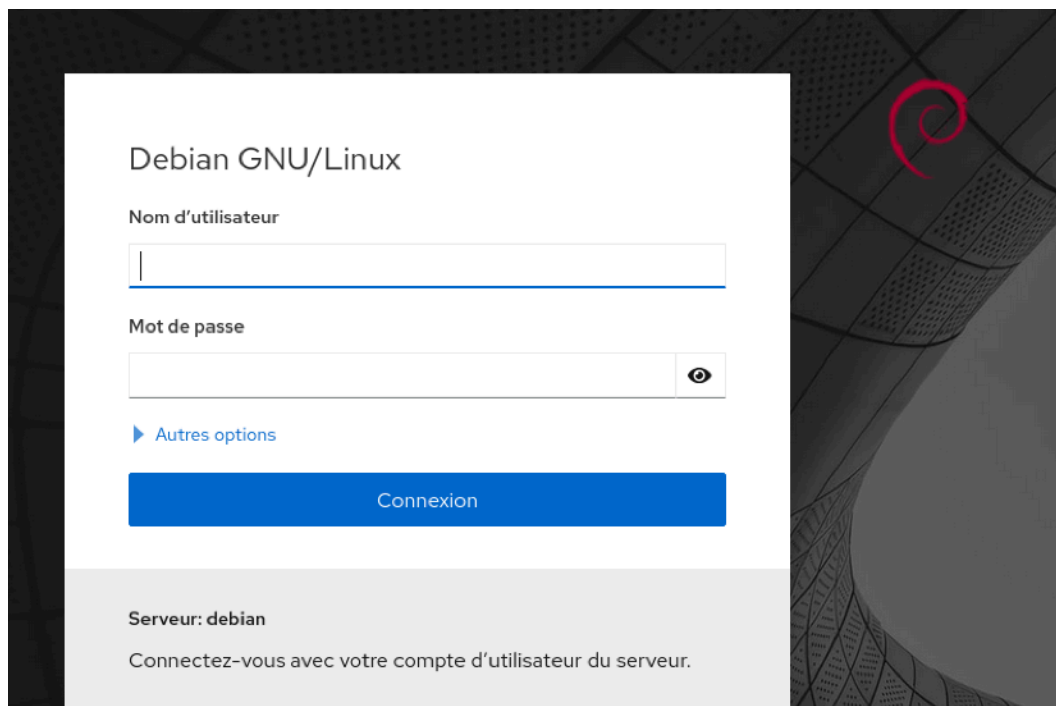 Debian GNU/Linux
Nom d’utilisateur
Mot de passe
Autres options
Connexion
Serveur: debian
Connectez-vous avec votre compte d’utilisateur du serveur.